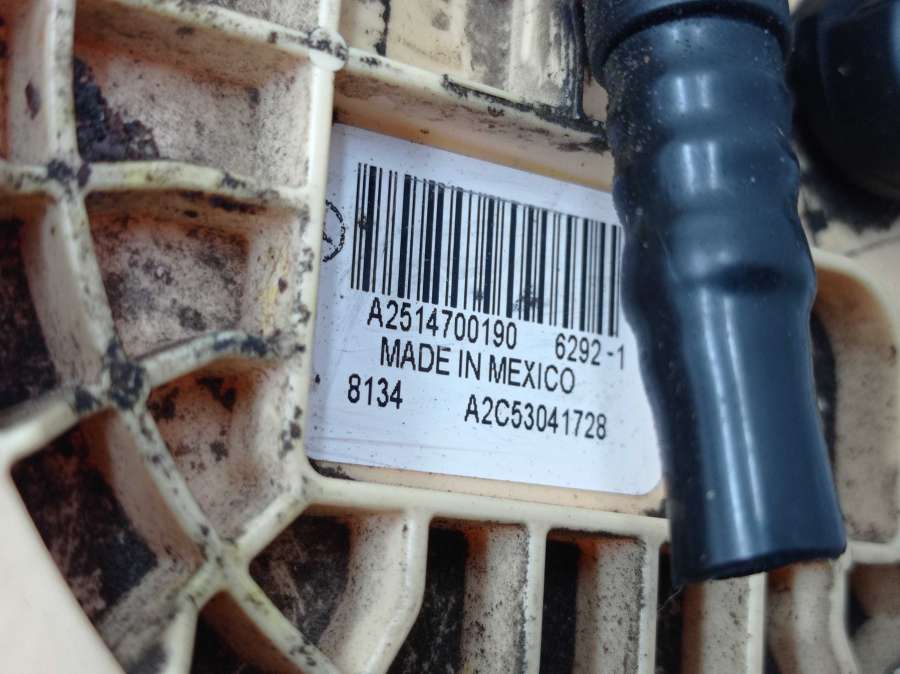 A2514700190 6292-1
MADE IN MEXICO
8134 A2C53041728